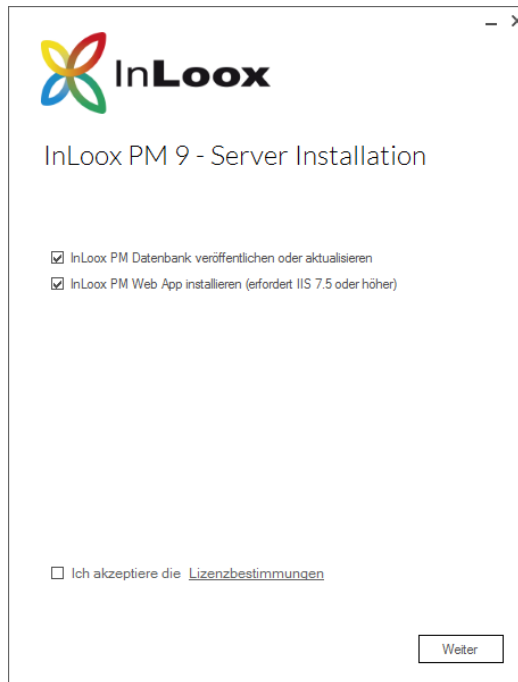 InLoox
InLoox PM 9 - Server Installation
InLoox PM Datenbank veröffentlichen oder aktualisieren
InLoox PM Web App installieren (erfordert IIS 7.5 oder höher)
Ich akzeptiere die Lizenzbestimmungen
Weiter